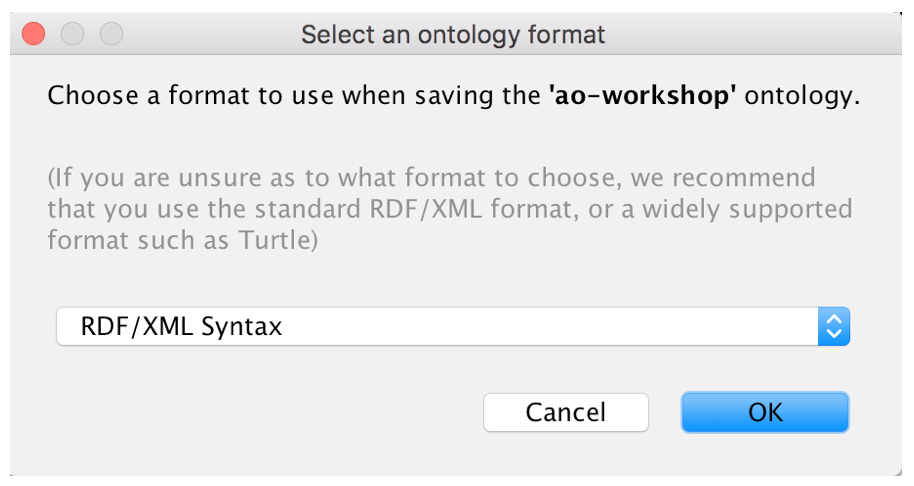 Select an ontology format
Choose a format to use when saving the 'ao-workshop' ontology.
(If you are unsure as to what format to choose, we recommend
that you use the standard RDF/XML format, or a widely supported
format such as Turtle)
RDF/XML Syntax
Cancel
OK